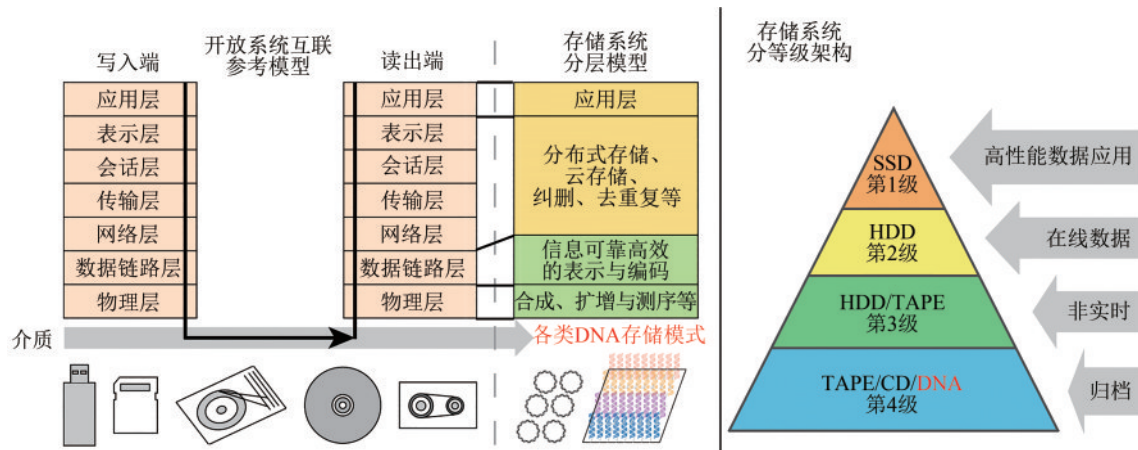 开放系统互联
参考模型
写入端
读出端
存储系统
分层模型
应用层
表示层
会话层
传输层
网络层
数据链路层
物理层
应用层
表示层
会话层
传输层
网络层
数据链路层
物理层
应用层
分布式存储、
云存储、
纠删、去重复等
信息可靠高效
的表示与编码
合成、扩增与测序等
介质
各类DNA存储模式
存储系统
分等级架构
SSD
第1级
HDD
第2级
HDD/TAPE
第3级
TAPE/CD/DNA
第4级
高性能数据应用
在线数据
非实时
归档